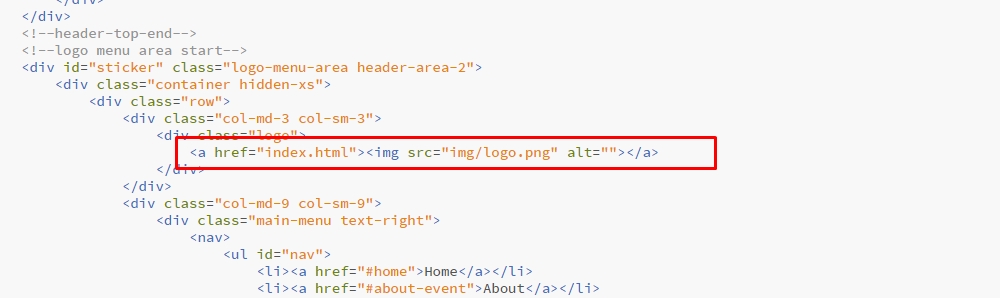 </div>
<!--header-top-end-->
<!--logo menu area start-->
<div id="sticker" class="logo-menu-area header-area-2">
<div class="container hidden-xs">
<div class="row">
<div class="col-md-3 col-sm-3">
<div class="logo">
<a href="index.html"><img src="img/logo.png" alt=""></a>
</div>
</div>
<div class="col-md-9 col-sm-9">
<div class="main-menu text-right">
<nav>
<ul id="nav">
<li><a href="#home">Home</a></li>
<li><a href="#about-event">About</a></li>